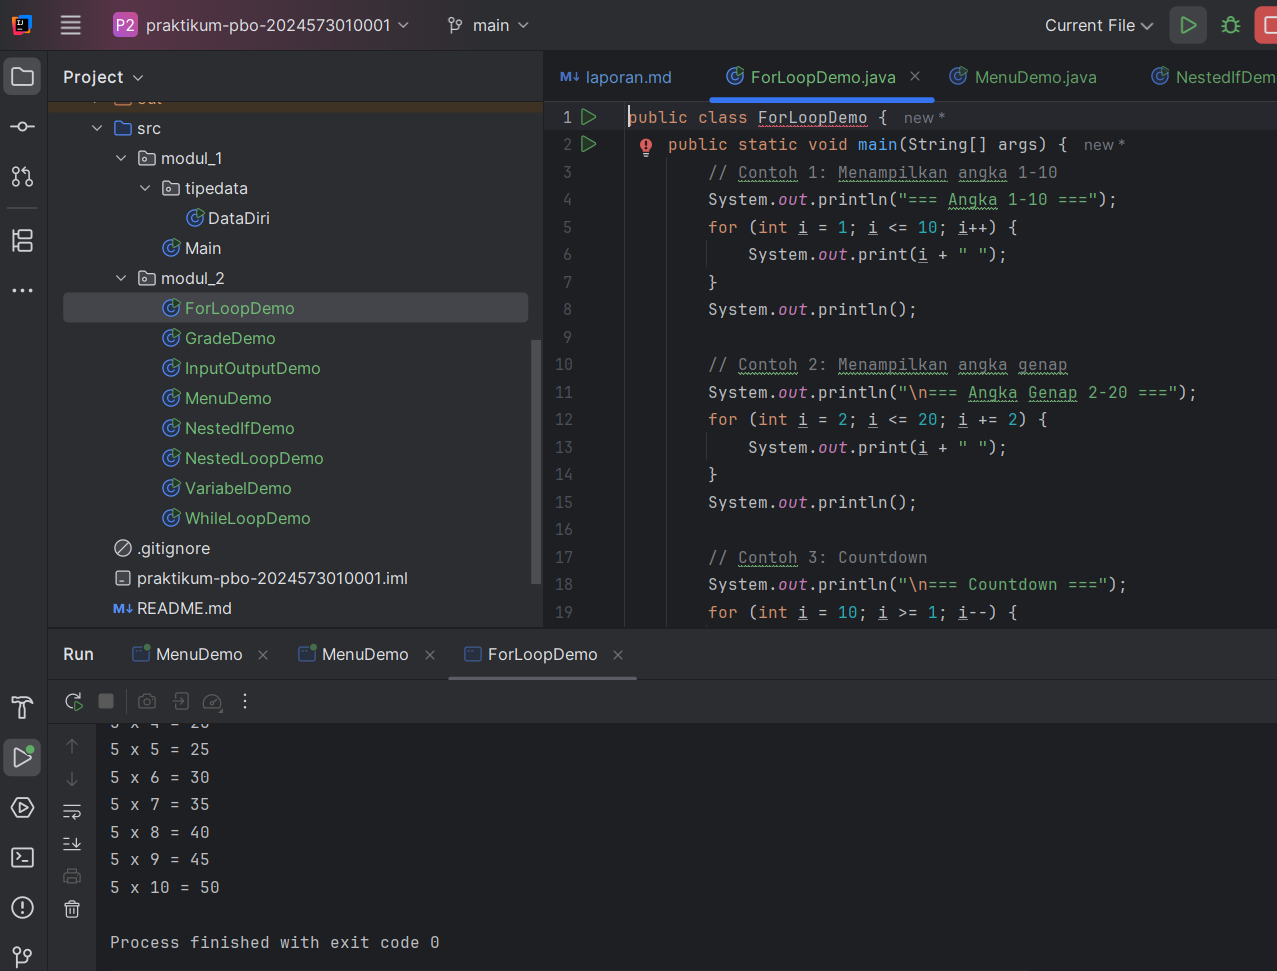 P2 praktikum-pbo-2024573010001 main Current File
Project
src
modul_1
tipedata
DataDiri
Main
modul_2
ForLoopDemo
GradeDemo
InputOutputDemo
MenuDemo
NestedIfDemo
NestedLoopDemo
VariabelDemo
WhileLoopDemo
.gitignore
praktikum-pbo-2024573010001.iml
M↓ README.md
M↓ laporan.md ForLoopDemo.java MenuDemo.java NestedIfDem
1 public class ForLoopDemo { new *
2 public static void main(String[] args) { new *
3 // Contoh 1: Menampilkan angka 1-10
4 System.out.println("=== Angka 1-10 ===");
5 for (int i = 1; i <= 10; i++) {
6 System.out.print(i + " ");
7 }
8 System.out.println();
9
10 // Contoh 2: Menampilkan angka genap
11 System.out.println("\n=== Angka Genap 2-20 ===");
12 for (int i = 2; i <= 20; i += 2) {
13 System.out.print(i + " ");
14 }
15 System.out.println();
16
17 // Contoh 3: Countdown
18 System.out.println("\n=== Countdown ===");
19 for (int i = 10; i >= 1; i--) {
Run MenuDemo MenuDemo ForLoopDemo
5 x 5 = 25
5 x 6 = 30
5 x 7 = 35
5 x 8 = 40
5 x 9 = 45
5 x 10 = 50
Process finished with exit code 0